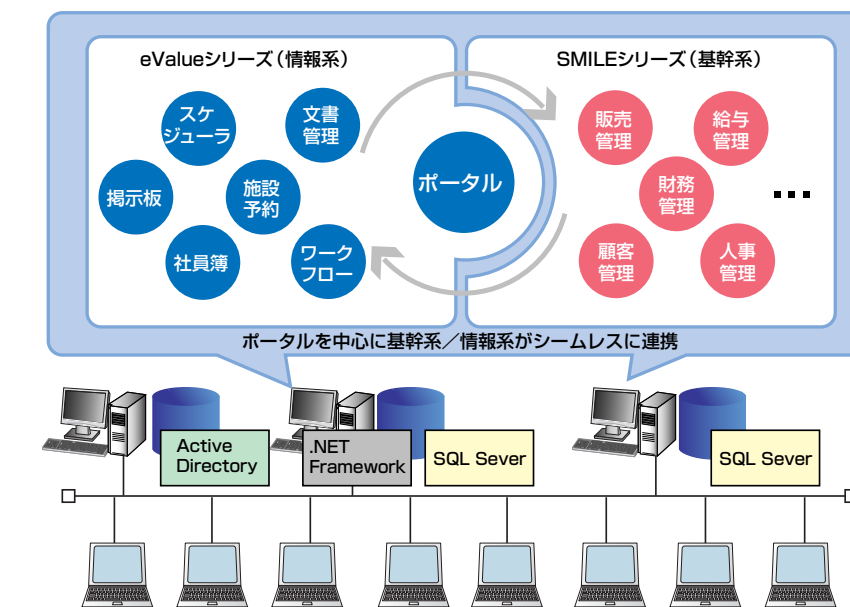 eValueシリーズ（情報系）
SMILEシリーズ（基幹系）
スケ
ジューラ
文書
管理
掲示板
施設
予約
社員簿
ワーク
フロー
ポータル
販売
管理
給与
管理
財務
管理
...
顧客
管理
人事
管理
ポータルを中心に基幹系／情報系がシームレスに連携
Active
Directory
.NET
Framework
SQL Sever
SQL Sever